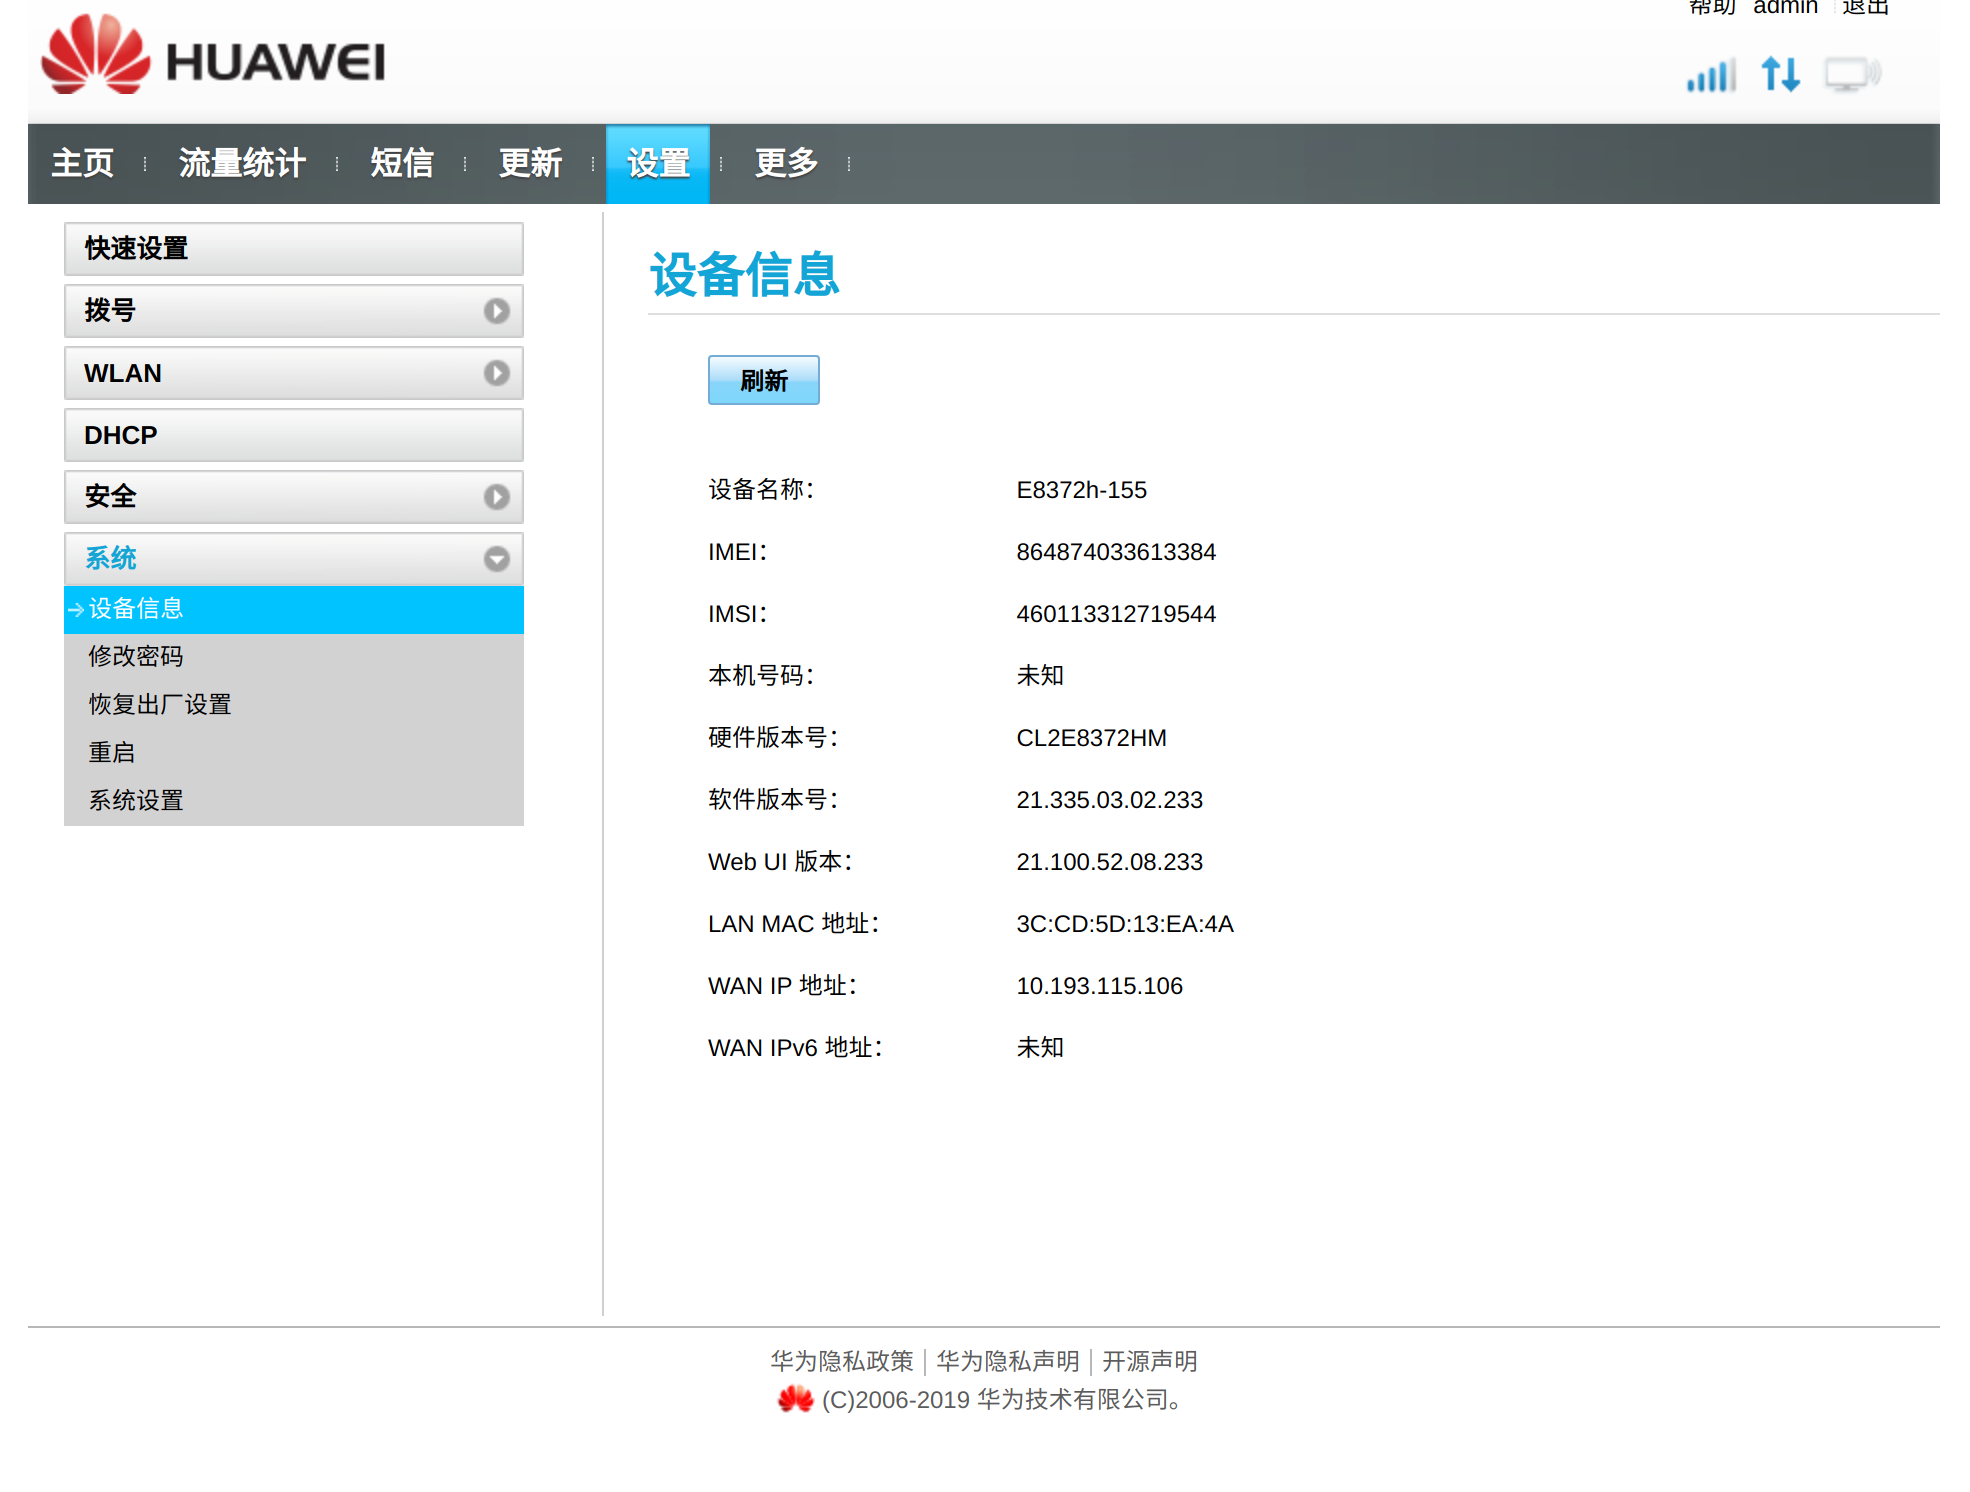 帮助 admin 退出
HUAWEI
主页 流量统计 短信 更新 设置 更多
快速设置
拨号
WLAN
DHCP
安全
系统
设备信息
修改密码
恢复出厂设置
重启
系统设置
设备信息
刷新
设备名称： E8372h-155
IMEI： 864874033613384
IMSI： 460113312719544
本机号码： 未知
硬件版本号： CL2E8372HM
软件版本号： 21.335.03.02.233
Web UI 版本： 21.100.52.08.233
LAN MAC 地址： 3C:CD:5D:13:EA:4A
WAN IP 地址： 10.193.115.106
WAN IPv6 地址： 未知
华为隐私政策 | 华为隐私声明 | 开源声明
(C)2006-2019 华为技术有限公司。